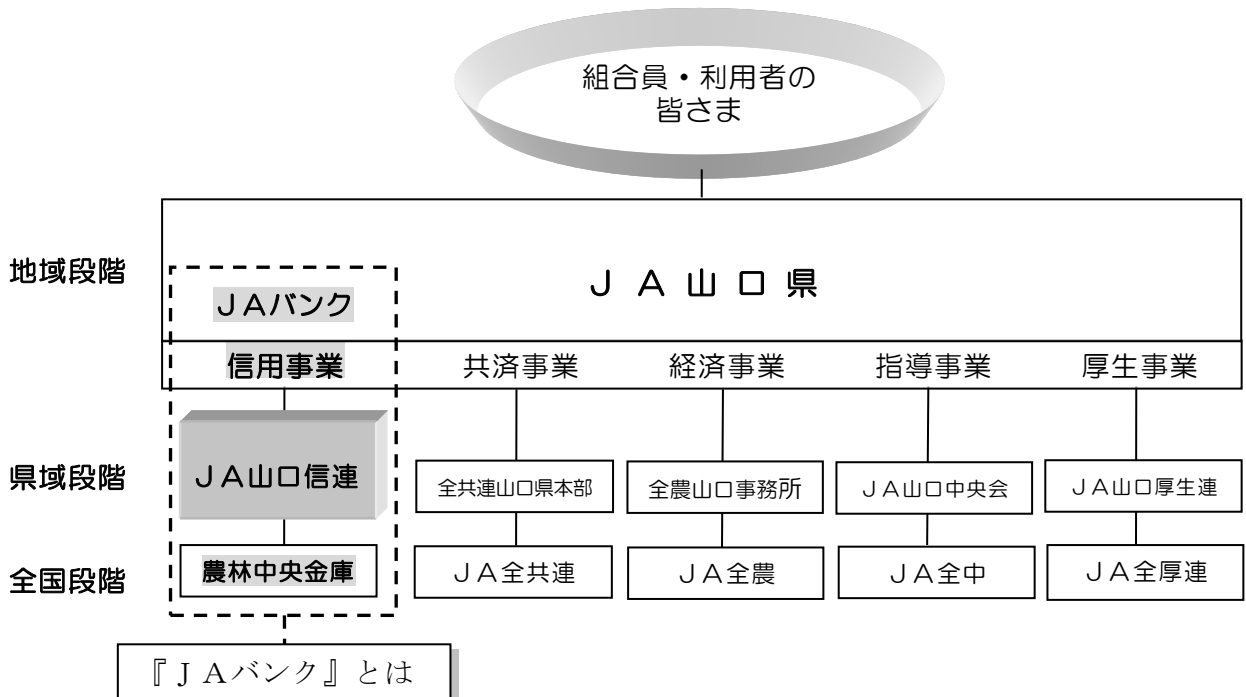 組合員・利用者の
皆さま
地域段階
ＪＡ山口県
ＪＡバンク
信用事業
共済事業
経済事業
指導事業
厚生事業
県域段階
ＪＡ山口信連
全共連山口県本部
全農山口事務所
ＪＡ山口中央会
ＪＡ山口厚生連
全国段階
農林中央金庫
ＪＡ全共連
ＪＡ全農
ＪＡ全中
ＪＡ全厚連
『ＪＡバンク』とは